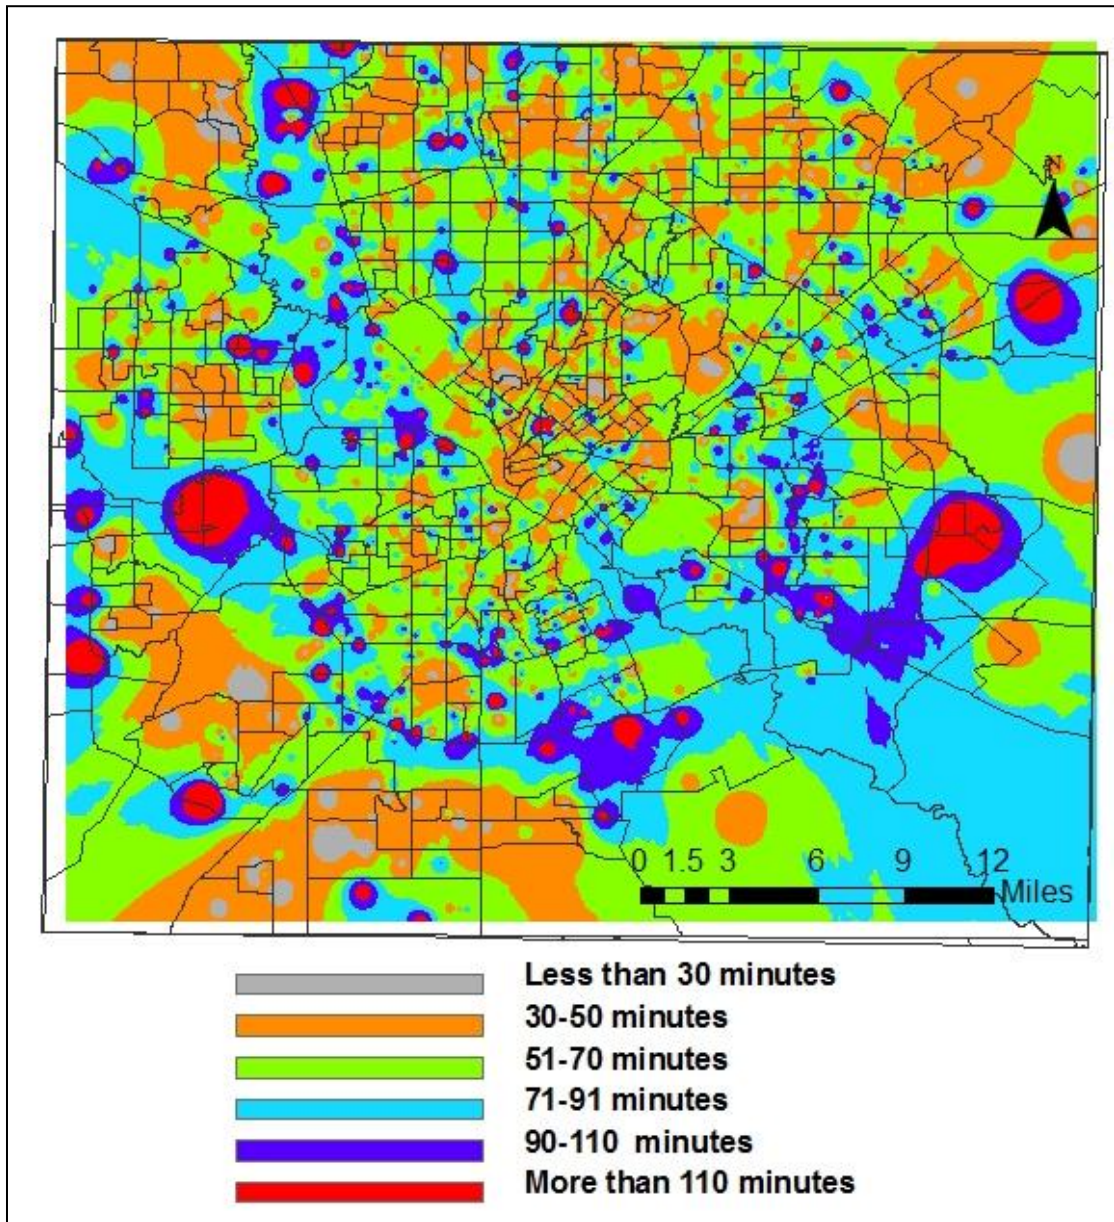 N
0 1.5 3 6 9 12
Miles
Less than 30 minutes
30-50 minutes
51-70 minutes
71-91 minutes
90-110 minutes
More than 110 minutes